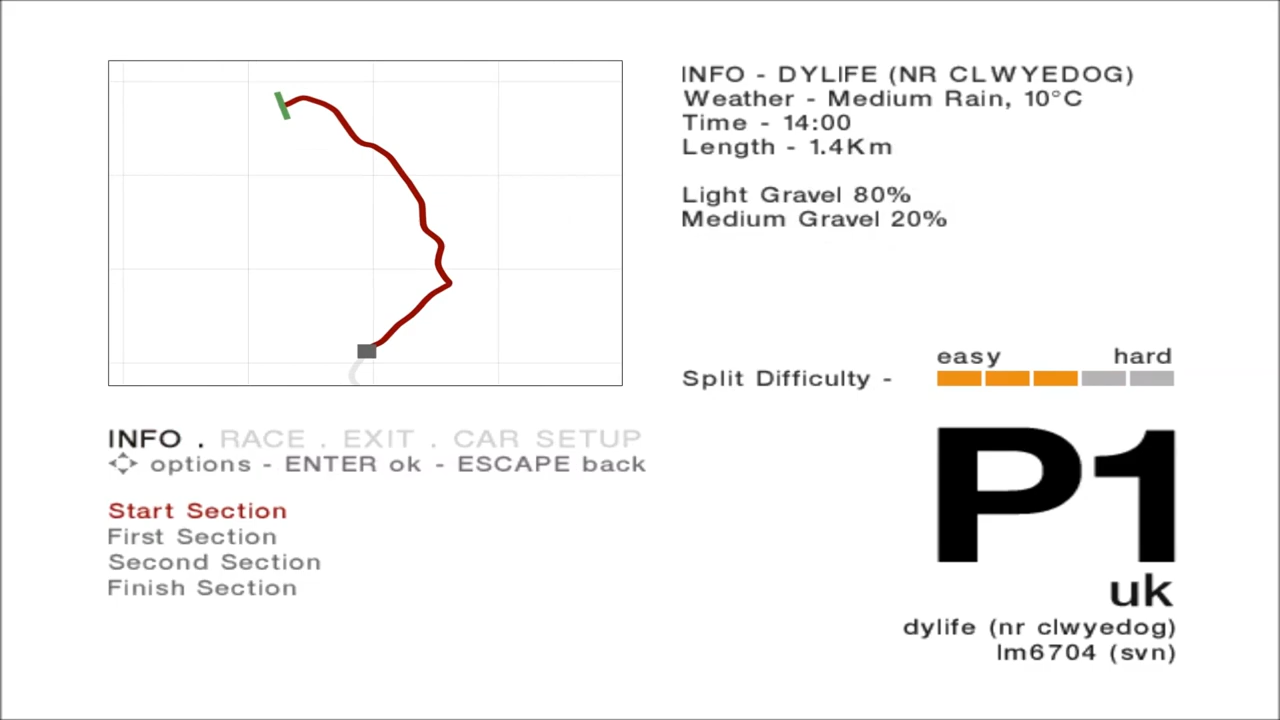 INFO - DYLIFE (NR CLWYEDOG)
Weather - Medium Rain, 10°C
Time - 14:00
Length - 1.4Km
Light Gravel 80%
Medium Gravel 20%
easy hard
Split Difficulty -
INFO . RACE . EXIT . CAR SETUP
options - ENTER ok - ESCAPE back
Start Section
First Section
Second Section
Finish Section
P1
uk
dylife (nr clwyedog)
lm6704 (svn)